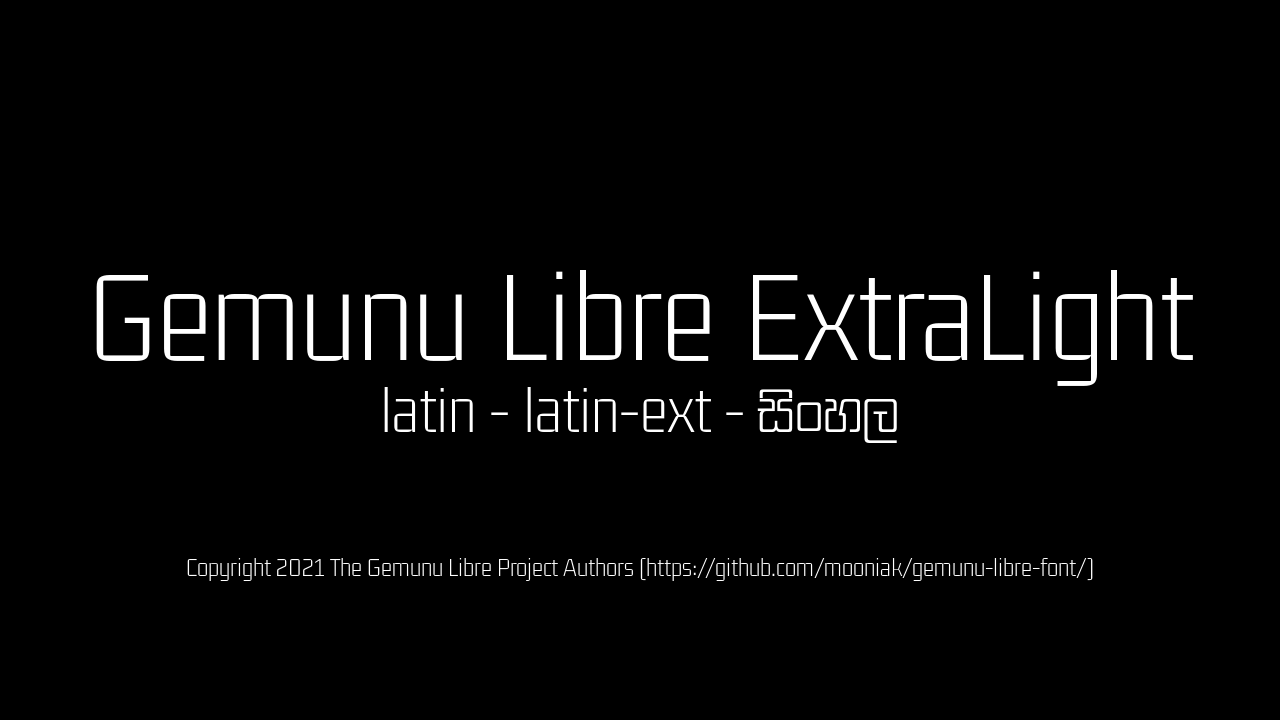 Gemunu Libre ExtraLight
latin - latin-ext - සිංහල
Copyright 2021 The Gemunu Libre Project Authors (https://github.com/mooniak/gemunu-libre-font/)